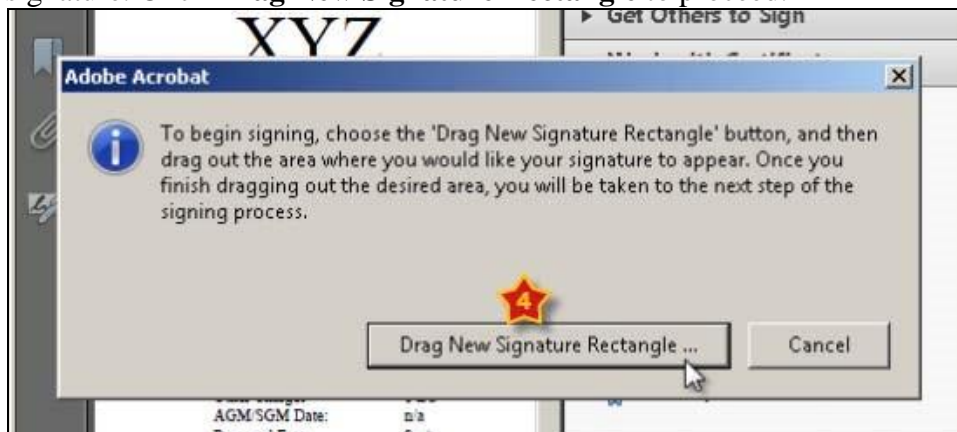 Get Others to Sign
XYZ
Adobe Acrobat
To begin signing, choose the 'Drag New Signature Rectangle' button, and then
drag out the area where you would like your signature to appear. Once you
finish dragging out the desired area, you will be taken to the next step of the
signing process.
4
Drag New Signature Rectangle ... Cancel
AGM/SGM Date: n/a